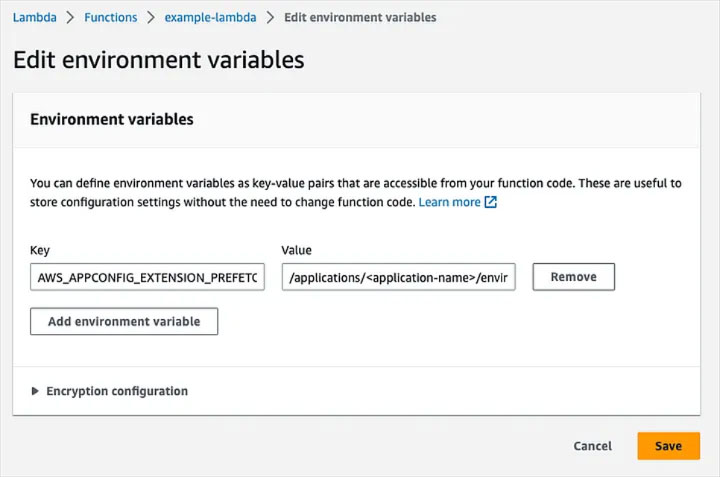 Lambda > Functions > example-lambda > Edit environment variables
Edit environment variables
Environment variables
You can define environment variables as key-value pairs that are accessible from your function code. These are useful to
store configuration settings without the need to change function code. Learn more
Key Value
AWS_APPCONFIG_EXTENSION_PREFETC /applications/<application-name>/envir Remove
Add environment variable
Encryption configuration
Cancel Save